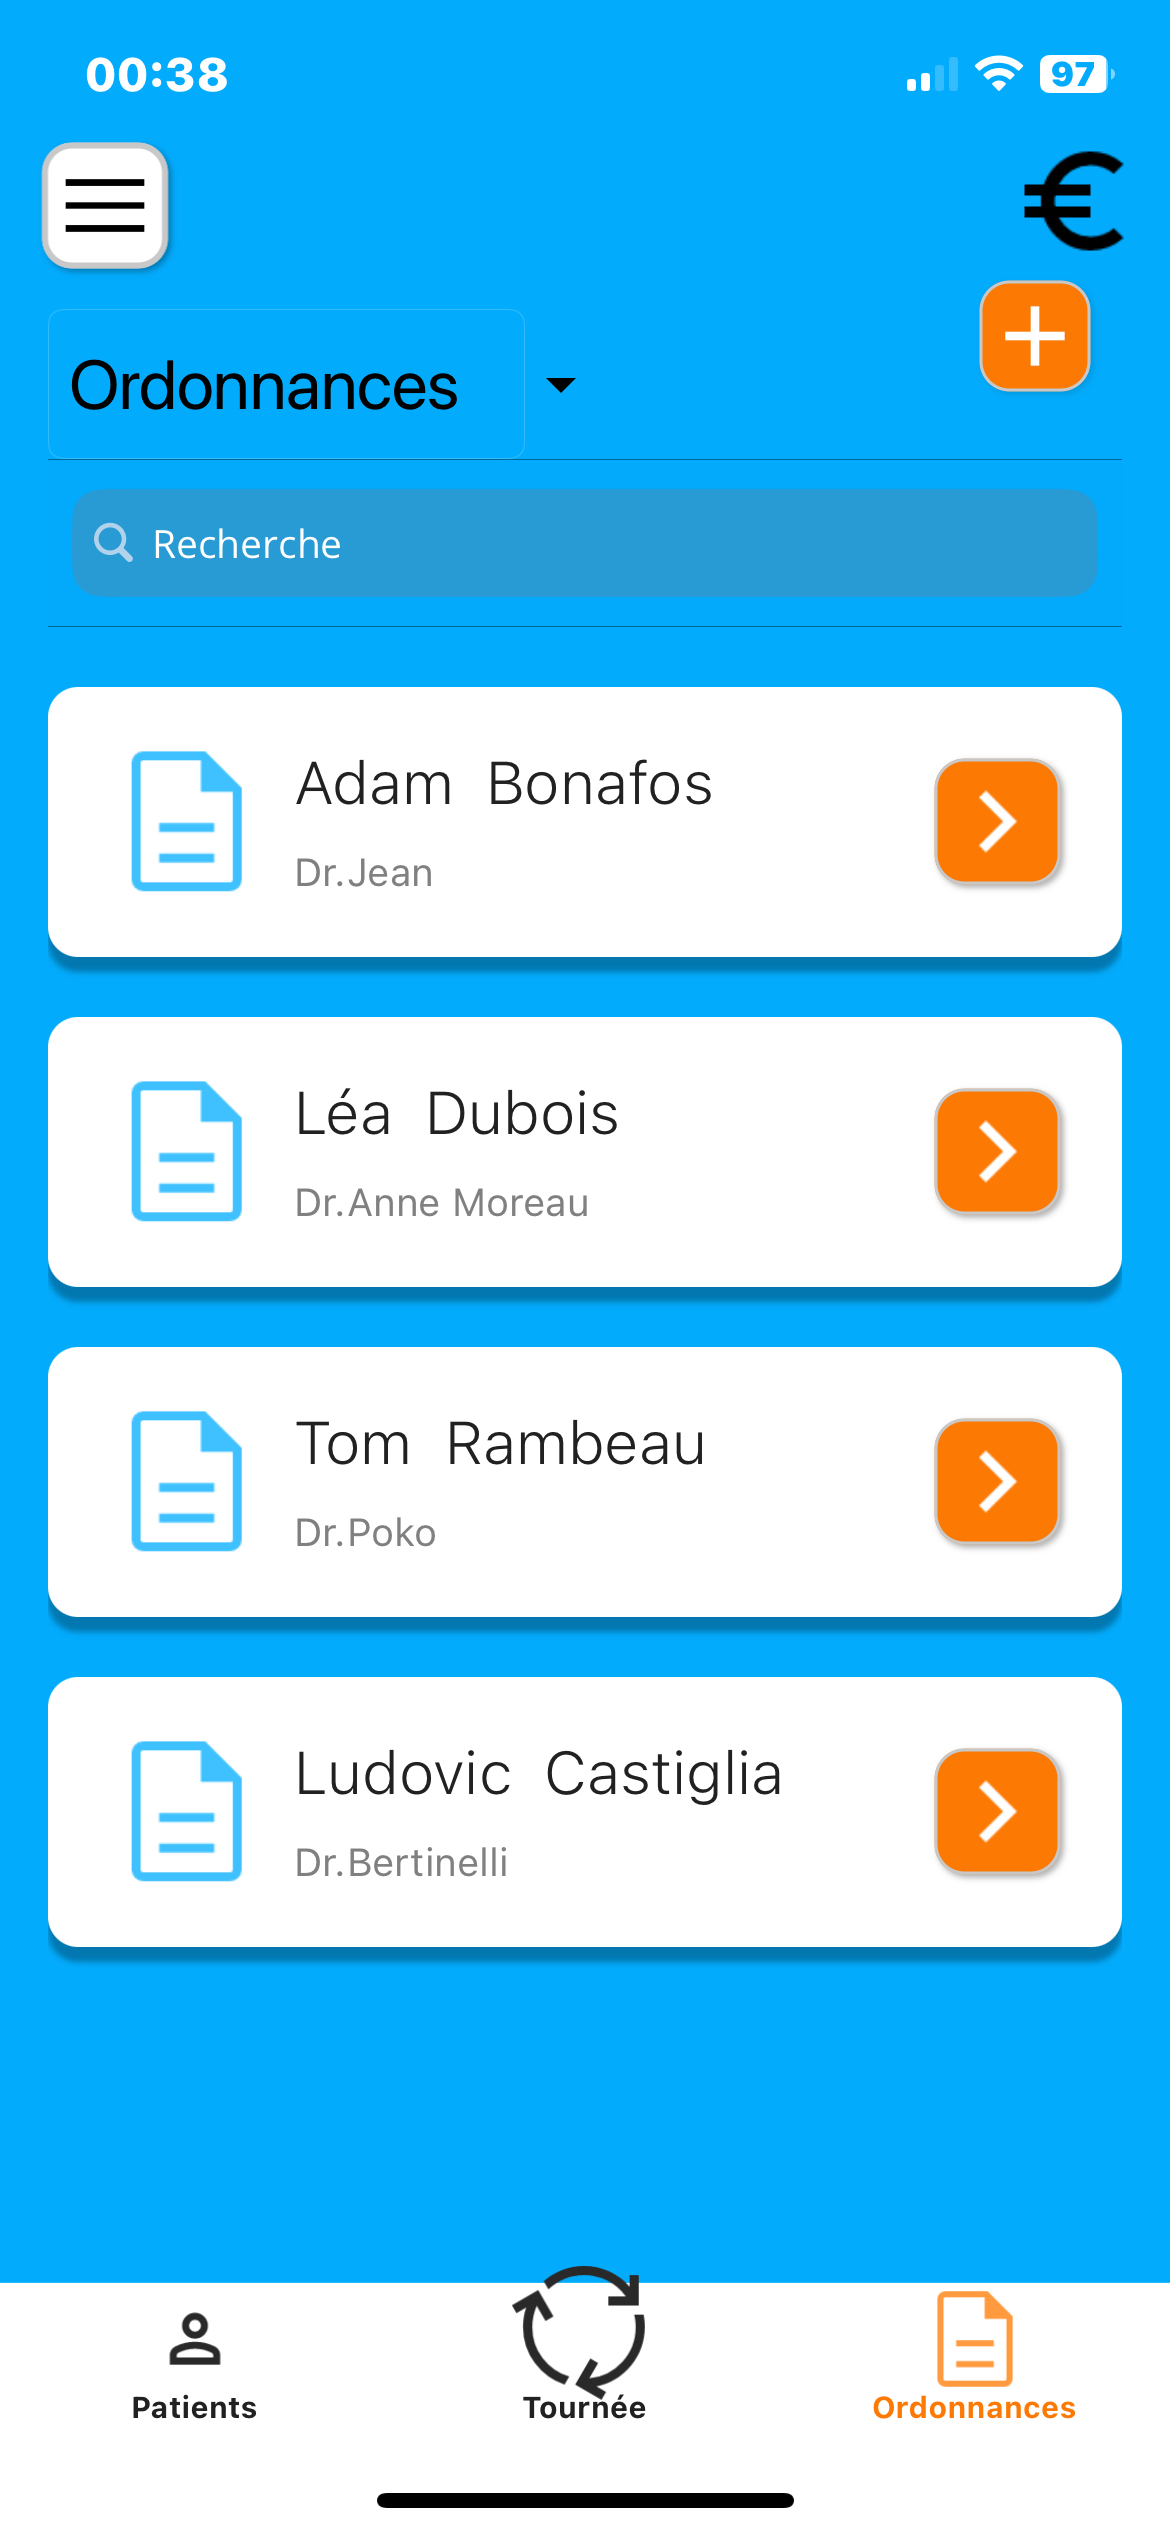 00:38
97
€
Ordonnances
Recherche
Adam Bonafos
Dr.Jean
Léa Dubois
Dr.Anne Moreau
Tom Rambeau
Dr.Poko
Ludovic Castiglia
Dr.Bertinelli
Patients
Tournée
Ordonnances